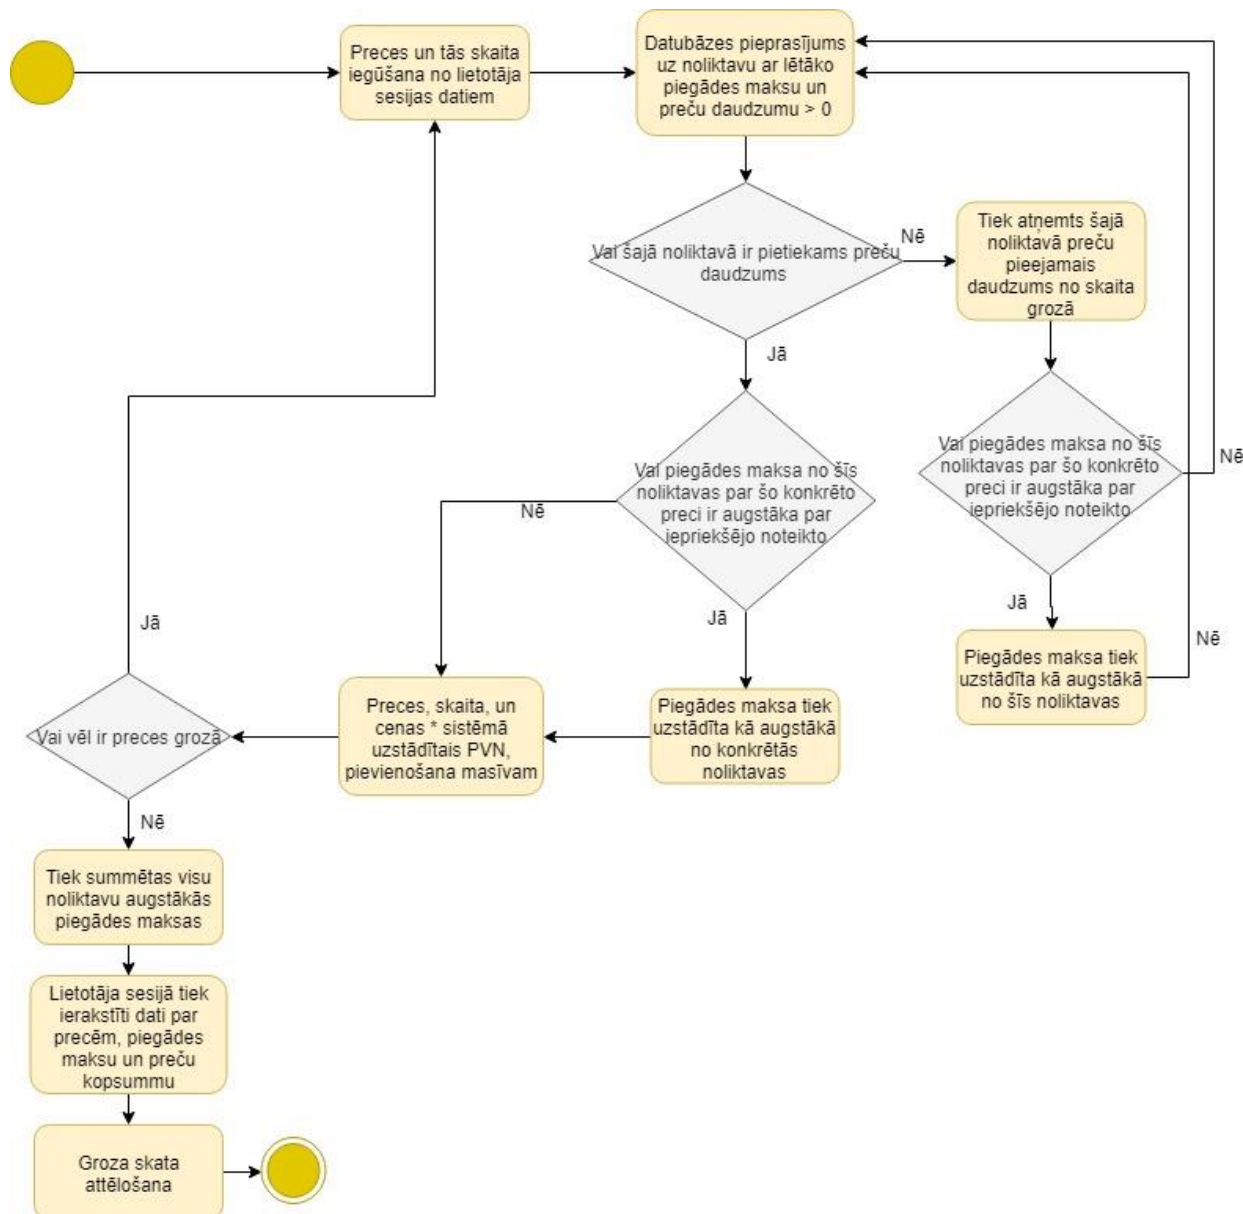 Preces un tās skaita
iegūšana no lietotāja
sesijas datiem
Datubāzes pieprasījums
uz noliktavu ar lētāko
piegādes maksu un
preču daudzumu > 0
Vai šajā noliktavā ir pietiekams preču
daudzums
Nē
Tiek atņemts šajā
noliktavā preču
pieejamais
daudzums no skaita
grozā
Jā
Vai piegādes maksa no šīs
noliktavas par šo konkrēto
preci ir augstāka par
iepriekšējo noteikto
Nē
Jā
Piegādes maksa tiek
uzstādīta kā augstākā
no šīs noliktavas
Nē
Vai piegādes maksa no šīs
noliktavas par šo konkrēto
preci ir augstāka par
iepriekšējo noteikto
Nē
Jā
Piegādes maksa tiek
uzstādīta kā augstākā
no konkrētās
noliktavas
Preces, skaita, un
cenas * sistēmā
uzstādītais PVN,
pievienošana masīvam
Jā
Vai vēl ir preces grozā
Nē
Tiek summētas visu
noliktavu augstākās
piegādes maksas
Lietotāja sesijā tiek
ierakstīti dati par
precēm, piegādes
maksu un preču
kopsummu
Groza skata
attēlošana